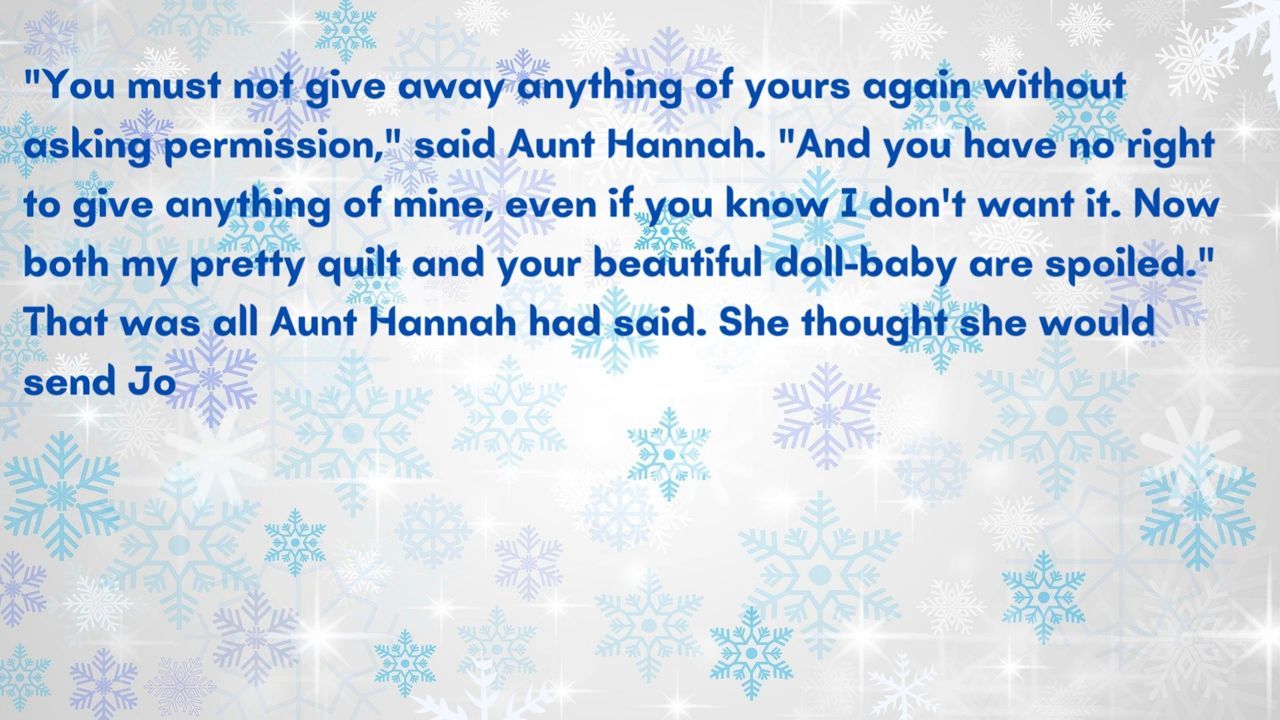 "You must not give away anything of yours again without
asking permission," said Aunt Hannah. "And you have no right
to give anything of mine, even if you know I don't want it. Now
both my pretty quilt and your beautiful doll-baby are spoiled."
That was all Aunt Hannah had said. She thought she would
send Jo